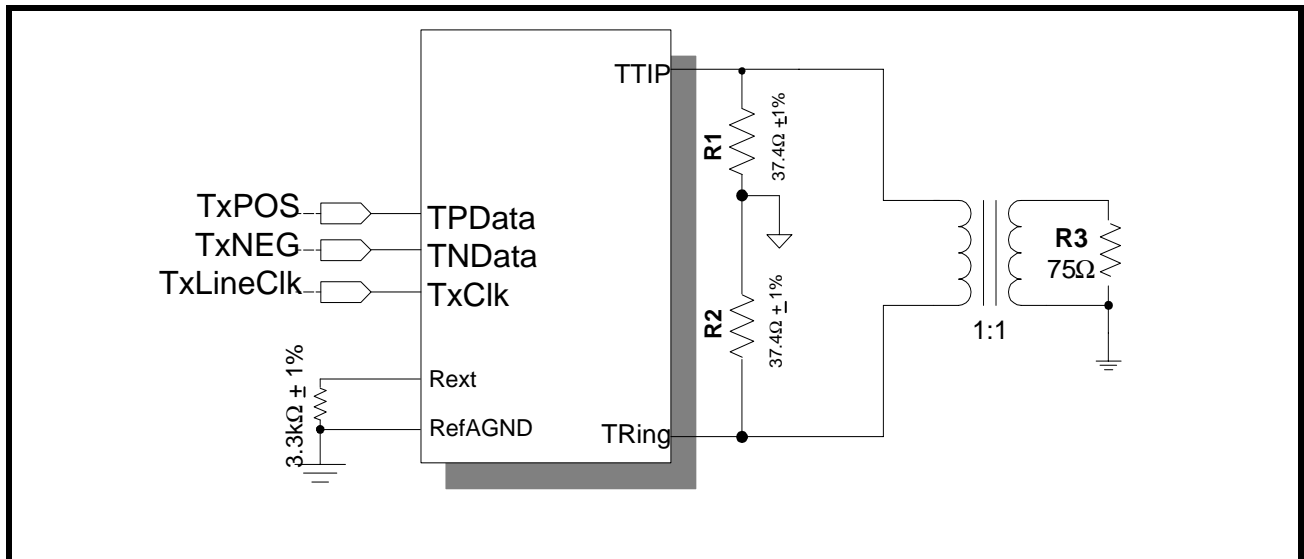 TTIP
R1
37.4Ω ±1%
TxPOS
TPData
TxNEG
TNData
TxLineClk
TxClk
R2
37.4Ω ± 1%
R3
75Ω
1:1
3.3kΩ ± 1%
Rext
RefAGND
TRing